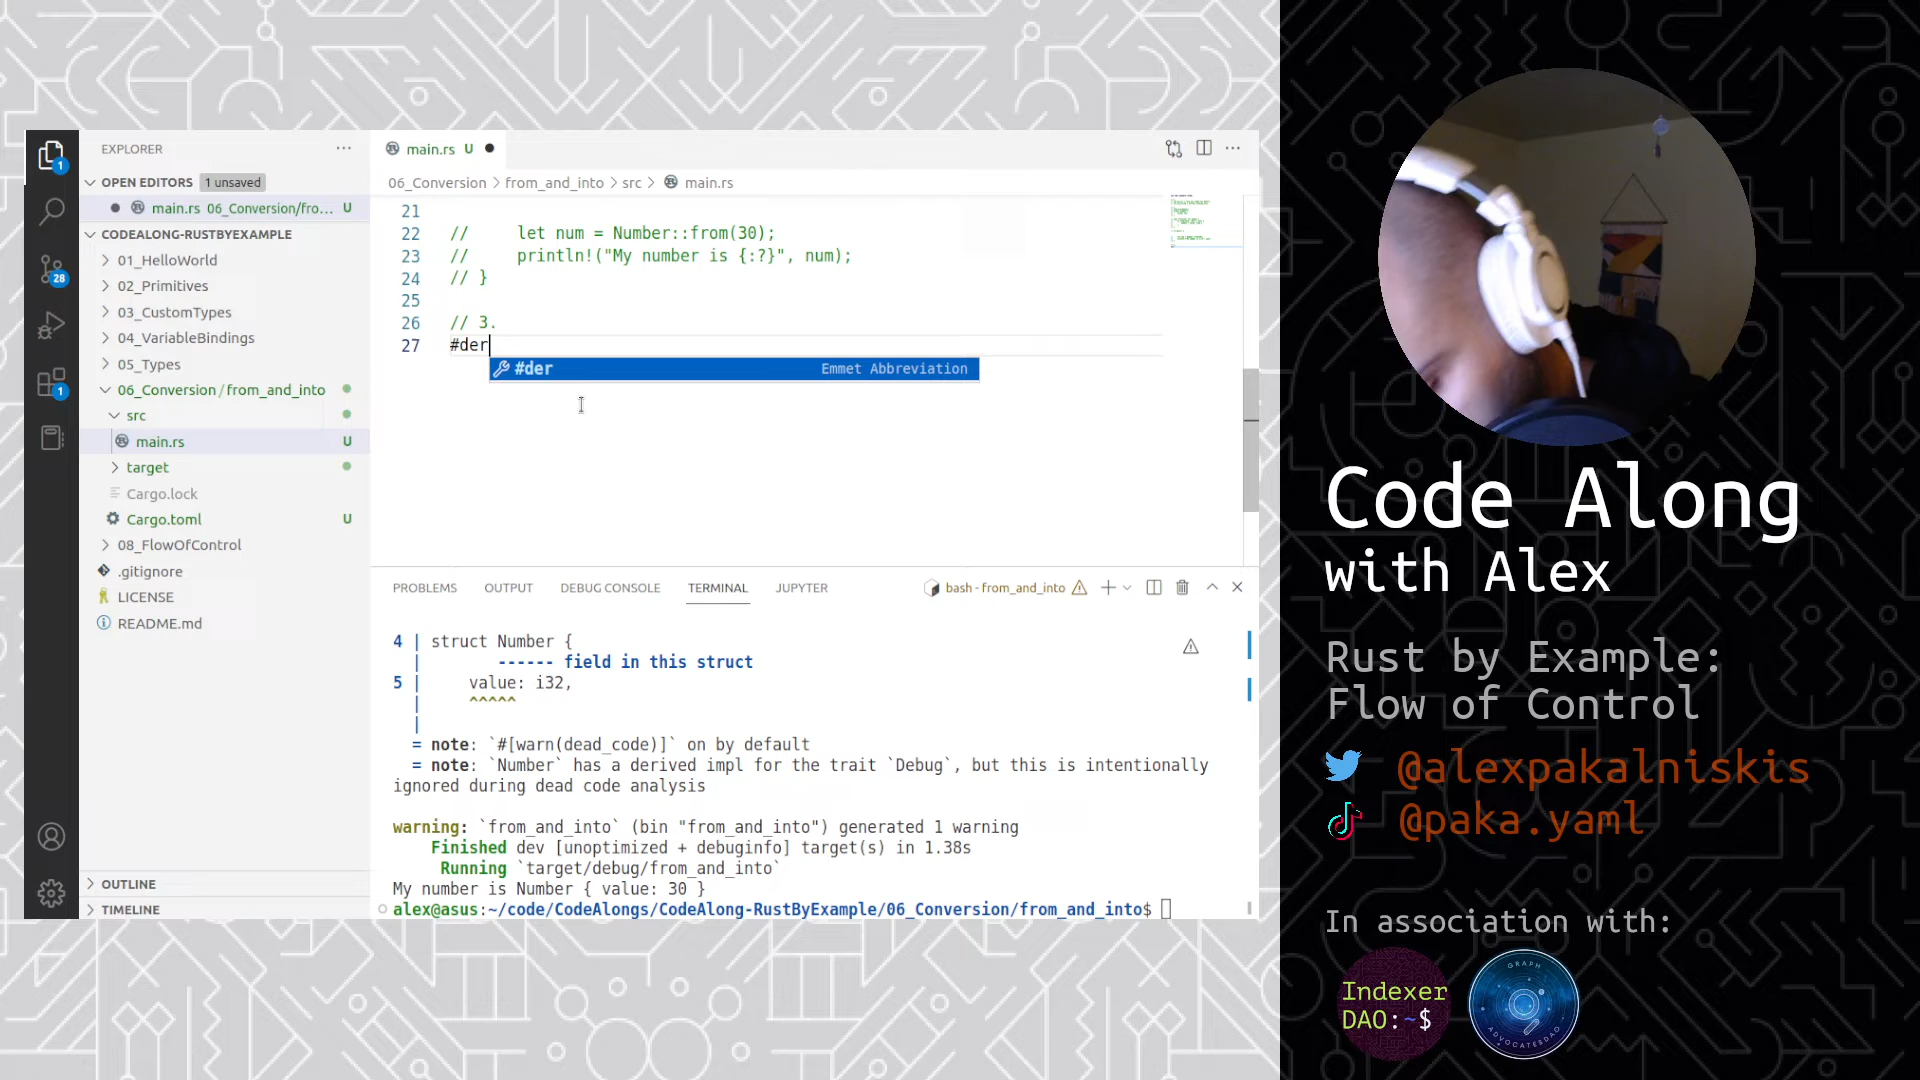 EXPLORER
OPEN EDITORS 1 unsaved
main.rs 06_Conversion/fro... U
CODEALONG-RUSTBYEXAMPLE
01_HelloWorld
02_Primitives
03_CustomTypes
04_VariableBindings
05_Types
06_Conversion/from_and_into
src
main.rs U
target
Cargo.lock
Cargo.toml U
08_FlowOfControl
.gitignore
LICENSE
README.md
OUTLINE
TIMELINE
1
28
1
main.rs U
06_Conversion > from_and_into > src > main.rs
21
22 //     let num = Number::from(30);
23 //     println!("My number is {:?}", num);
24 // }
25
26 // 3.
27 #der
#der Emmet Abbreviation
PROBLEMS OUTPUT DEBUG CONSOLE TERMINAL JUPYTER bash - from_and_into
4 | struct Number {
| ------ field in this struct
5 | value: i32,
| ^^^^^
|
= note: `#[warn(dead_code)]` on by default
= note: `Number` has a derived impl for the trait `Debug`, but this is intentionally
ignored during dead code analysis
warning: `from_and_into` (bin "from_and_into") generated 1 warning
Finished dev [unoptimized + debuginfo] target(s) in 1.38s
Running `target/debug/from_and_into`
My number is Number { value: 30 }
alex@asus:~/code/CodeAlongs/CodeAlong-RustByExample/06_Conversion/from_and_into$
Code Along
with Alex
Rust by Example:
Flow of Control
@alexpakalniskis
@paka.yaml
In association with:
Indexer
DAO:~$
GRAPH
ADVOCATESDAO